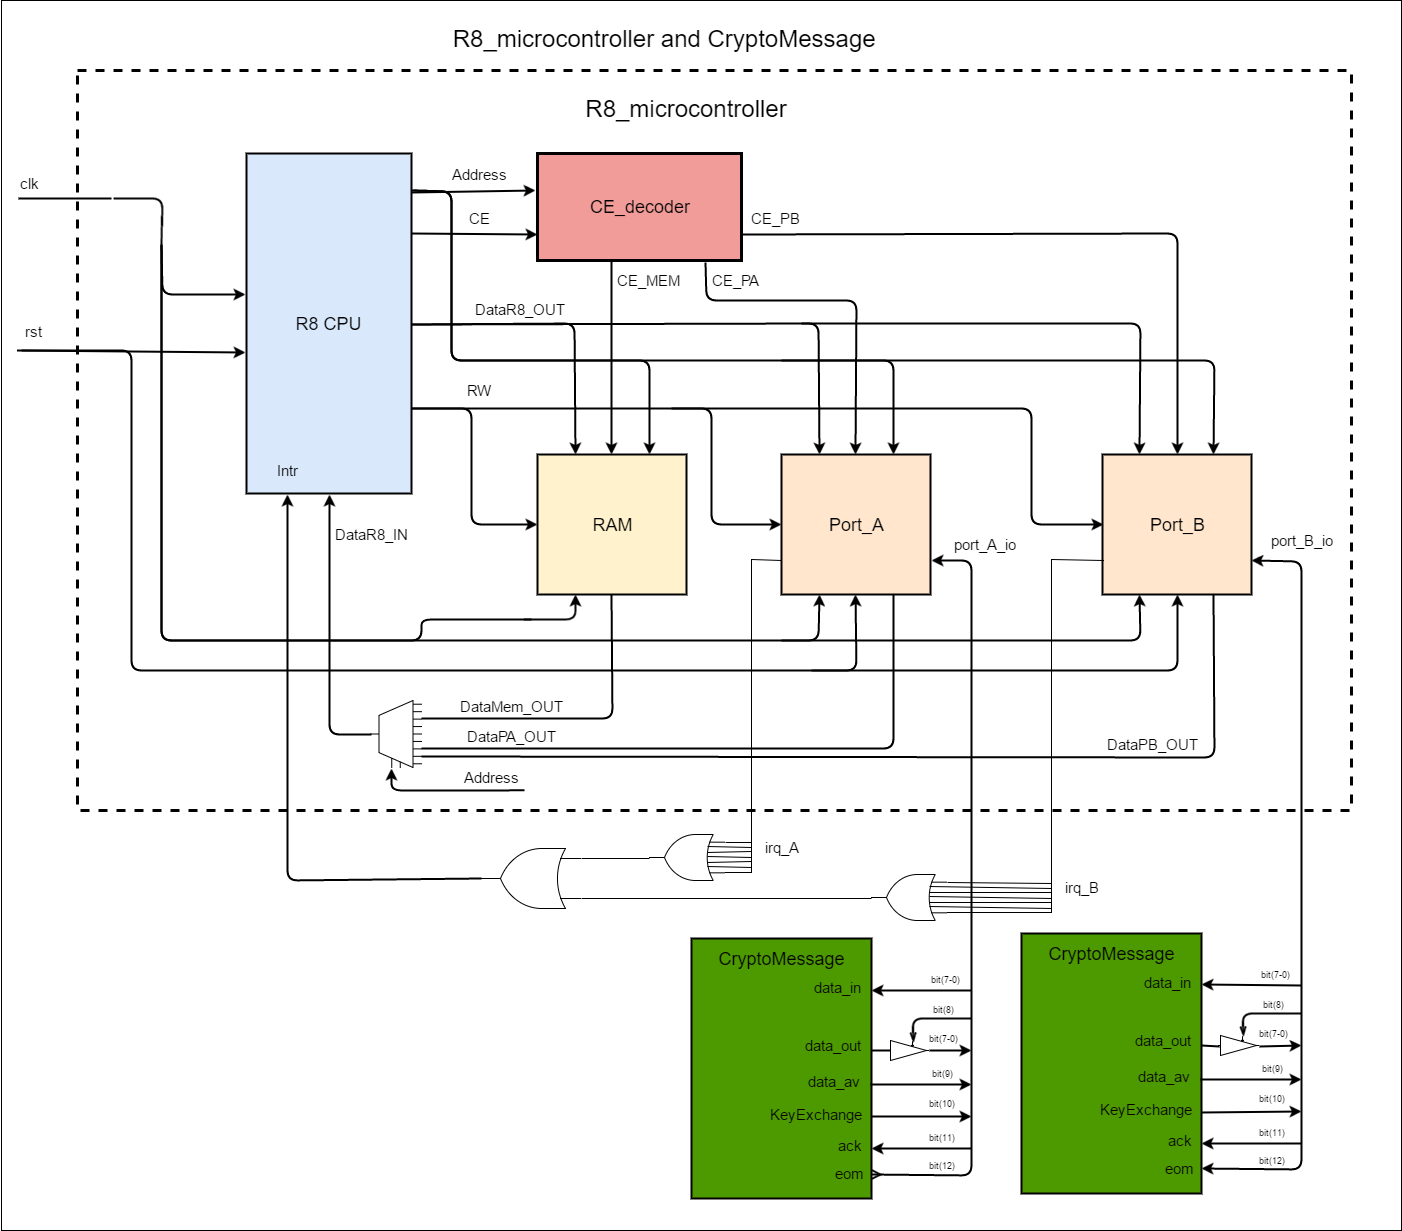 R8_microcontroller and CryptoMessage
R8_microcontroller
clk
rst
Address
CE
CE_decoder
CE_PB
CE_MEM
CE_PA
DataR8_OUT
R8 CPU
RW
Intr
DataR8_IN
RAM
Port_A
port_A_io
Port_B
port_B_io
DataMem_OUT
DataPA_OUT
DataPB_OUT
Address
irq_A
irq_B
CryptoMessage
data_in
bit(7-0)
bit(8)
data_out
bit(7-0)
data_av
bit(9)
KeyExchange
bit(10)
ack
bit(11)
eom
bit(12)
CryptoMessage
data_in
bit(7-0)
bit(8)
data_out
bit(7-0)
data_av
bit(9)
KeyExchange
bit(10)
ack
bit(11)
eom
bit(12)